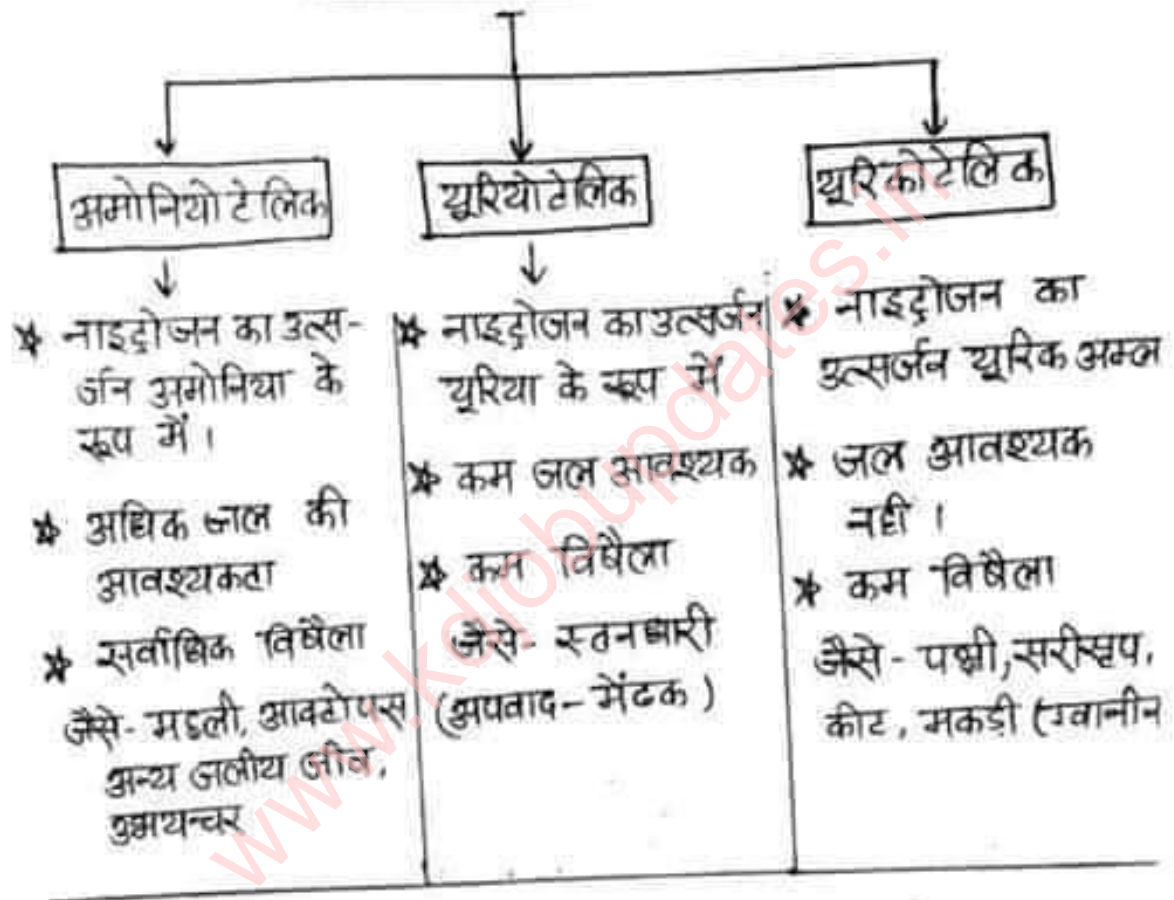 अमोनियोटेलिक
यूरियोटेलिक
यूरिकोटेलिक
* नाइट्रोजन का उत्स-
र्जन अमोनिया के
रूप में ।
* अधिक जल की
आवश्यकता
* सर्वाधिक विषैला
जैसे- मछली, आक्टोपस
अन्य जलीय जीव,
उभयचर
* नाइट्रोजन का उत्सर्जन
यूरिया के रूप में
* कम जल आवश्यक
* कम विषैला
जैसे- स्तनधारी
(अपवाद - मेंढक)
* नाइट्रोजन का
उत्सर्जन यूरिक अम्ल
* जल आवश्यक
नहीं ।
* कम विषैला
जैसे - पक्षी, सरीसृप,
कीट, मकड़ी (ग्वानीन
www.kdjobupdates.in